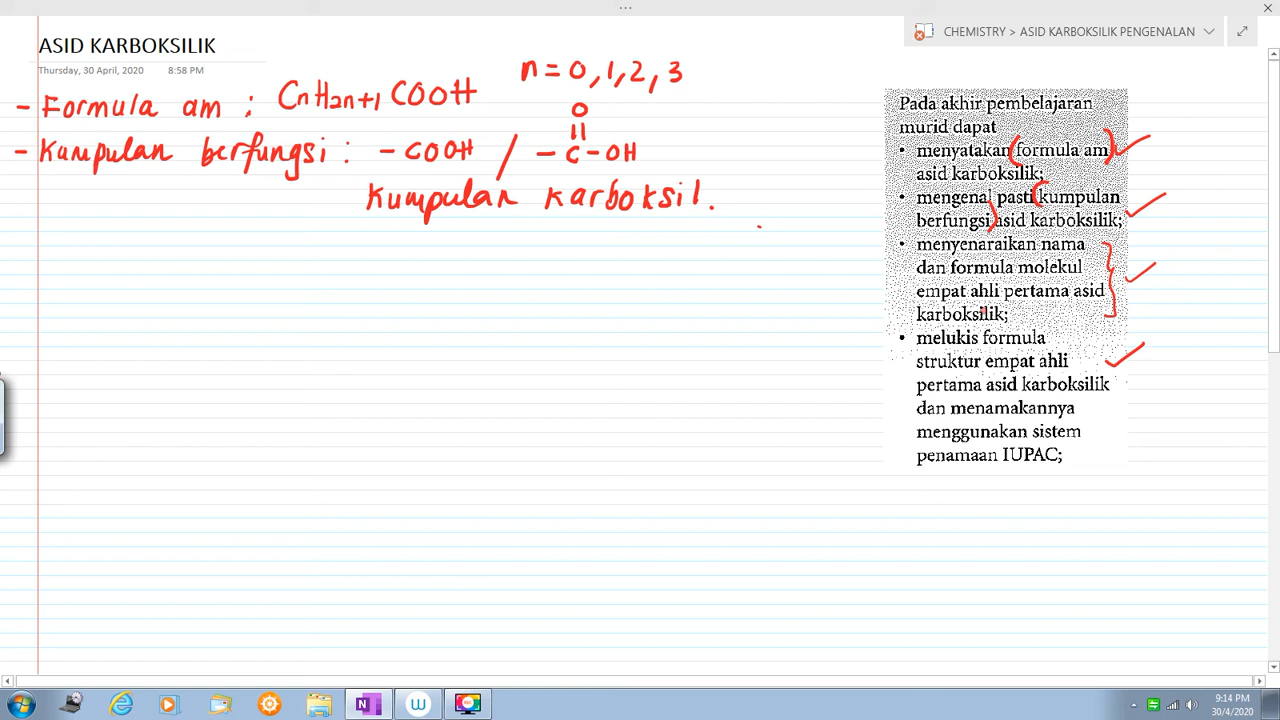 CHEMISTRY > ASID KARBOKSILIK PENGENALAN
ASID KARBOKSILIK
Thursday, 30 April, 2020 8:58 PM
n = 0, 1, 2, 3
- Formula am : CnH2n+1 COOH
O
||
- Kumpulan berfungsi : - COOH / - C - OH
Kumpulan karboksil.
Pada akhir pembelajaran
murid dapat
• menyatakan (formula am)
asid karboksilik;
• mengenal pasti (kumpulan
berfungsi) asid karboksilik;
• menyenaraikan nama
dan formula molekul
empat ahli pertama asid
karboksilik;
• melukis formula
struktur empat ahli
pertama asid karboksilik
dan menamakannya
menggunakan sistem
penamaan IUPAC;
9:14 PM
30/4/2020